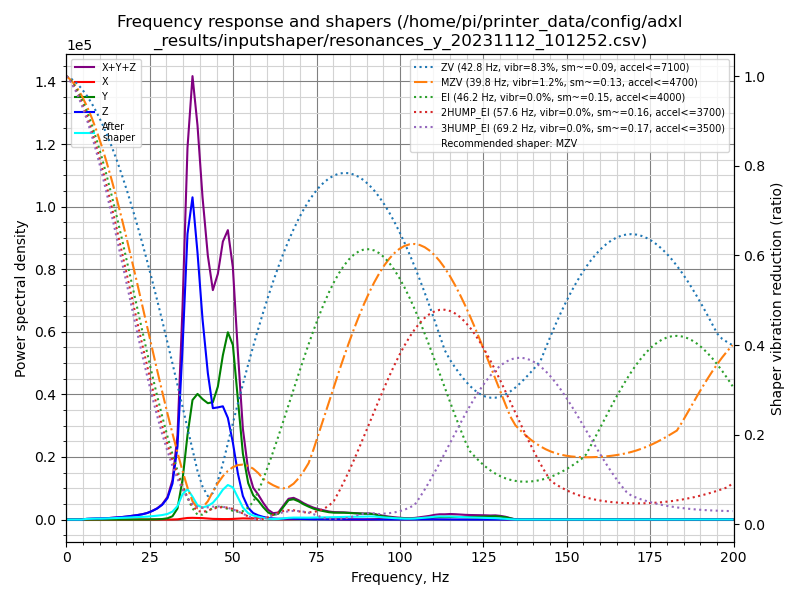 Frequency response and shapers (/home/pi/printer_data/config/adxl
_results/inputshaper/resonances_y_20231112_101252.csv)
1e5
X+Y+Z
X
Y
Z
After
shaper
ZV (42.8 Hz, vibr=8.3%, sm~=0.09, accel<=7100)
MZV (39.8 Hz, vibr=1.2%, sm~=0.13, accel<=4700)
EI (46.2 Hz, vibr=0.0%, sm~=0.15, accel<=4000)
2HUMP_EI (57.6 Hz, vibr=0.0%, sm~=0.16, accel<=3700)
3HUMP_EI (69.2 Hz, vibr=0.0%, sm~=0.17, accel<=3500)
Recommended shaper: MZV
Power spectral density
1.4
1.2
1.0
0.8
0.6
0.4
0.2
0.0
1.0
0.8
0.6
0.4
0.2
0.0
Shaper vibration reduction (ratio)
0 25 50 75 100 125 150 175 200
Frequency, Hz